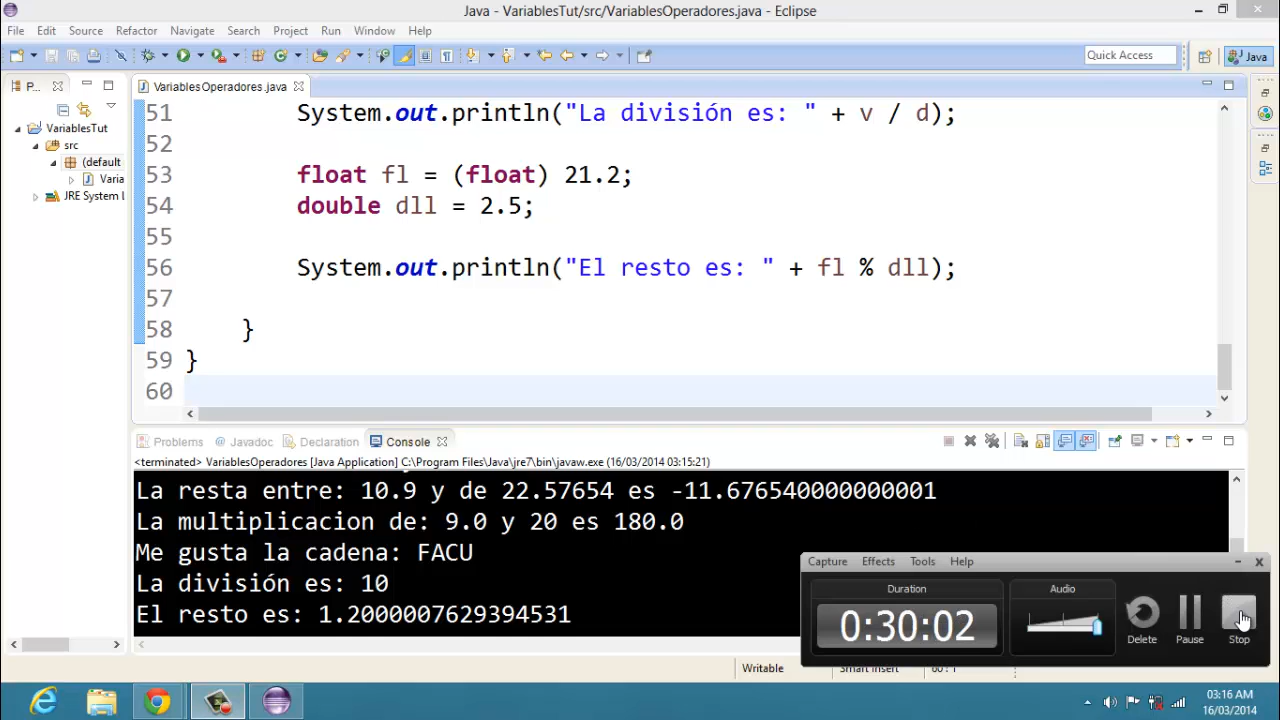 Java - VariablesTut/src/VariablesOperadores.java - Eclipse
File Edit Source Refactor Navigate Search Project Run Window Help
Quick Access
Java
P...
VariablesOperadores.java
VariablesTut
src
(default
Varia
JRE System L
51 System.out.println("La división es: " + v / d);
52
53 float fl = (float) 21.2;
54 double dll = 2.5;
55
56 System.out.println("El resto es: " + fl % dll);
57
58 }
59 }
60
Problems @ Javadoc Declaration Console
<terminated> VariablesOperadores [Java Application] C:\Program Files\Java\jre7\bin\javaw.exe (16/03/2014 03:15:21)
La resta entre: 10.9 y de 22.57654 es -11.676540000000001
La multiplicacion de: 9.0 y 20 es 180.0
Me gusta la cadena: FACU
La división es: 10
El resto es: 1.2000007629394531
Capture Effects Tools Help
Duration
Audio
0:30:02
Delete Pause Stop
Writable
Smart Insert
60 : 1
03:16 AM
16/03/2014